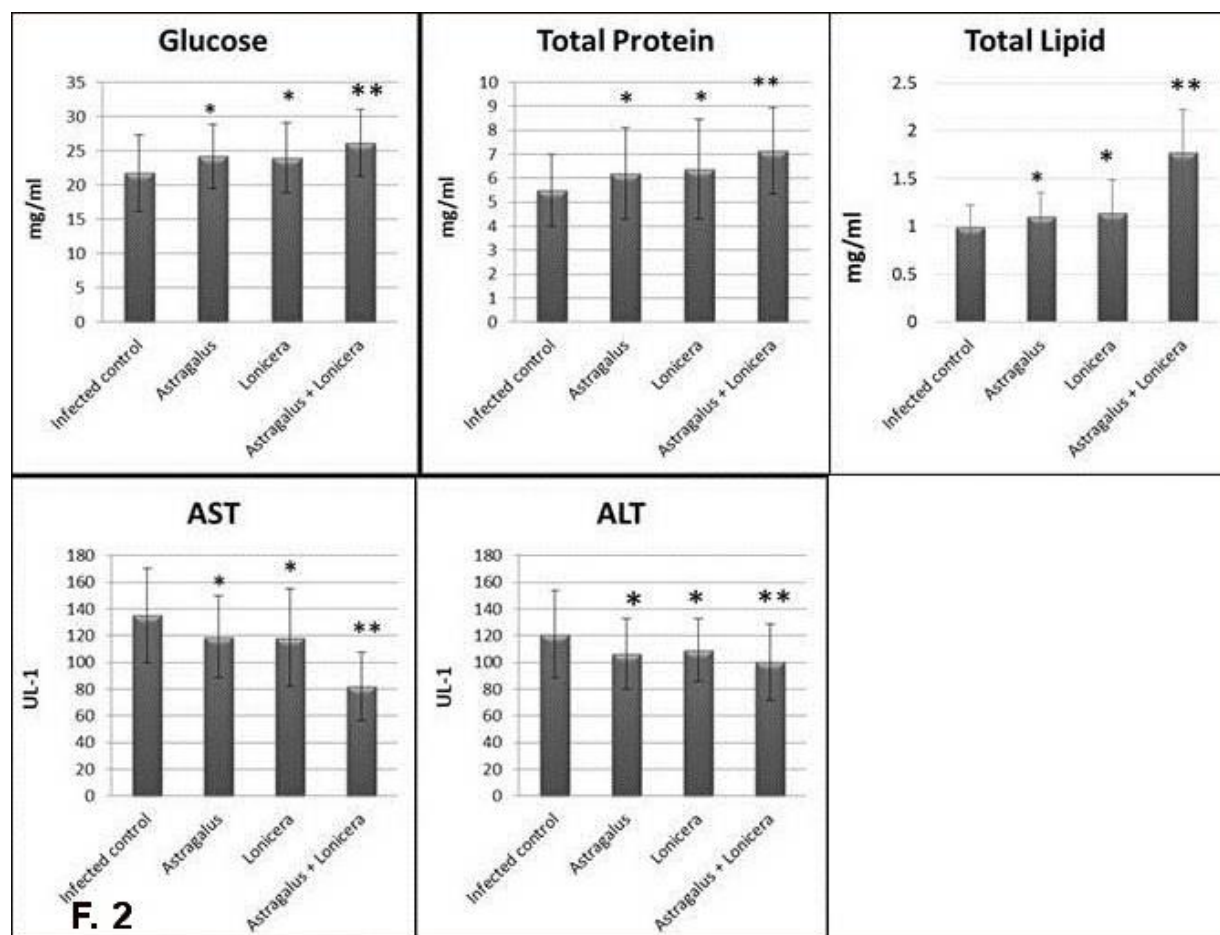 Glucose
mg/ml
35
30
25
20
15
10
5
0
*
*
**
Infected control
Astragalus
Lonicera
Astragalus + Lonicera
Total Protein
mg/ml
10
9
8
7
6
5
4
3
2
1
0
*
*
**
Infected control
Astragalus
Lonicera
Astragalus + Lonicera
Total Lipid
mg/ml
2.5
2
1.5
1
0.5
0
*
*
**
Infected control
Astragalus
Lonicera
Astragalus + Lonicera
AST
UL-1
180
160
140
120
100
80
60
40
20
0
*
*
**
Infected control
Astragalus
Lonicera
Astragalus + Lonicera
ALT
UL-1
180
160
140
120
100
80
60
40
20
0
*
*
**
Infected control
Astragalus
Lonicera
Astragalus + Lonicera
F. 2